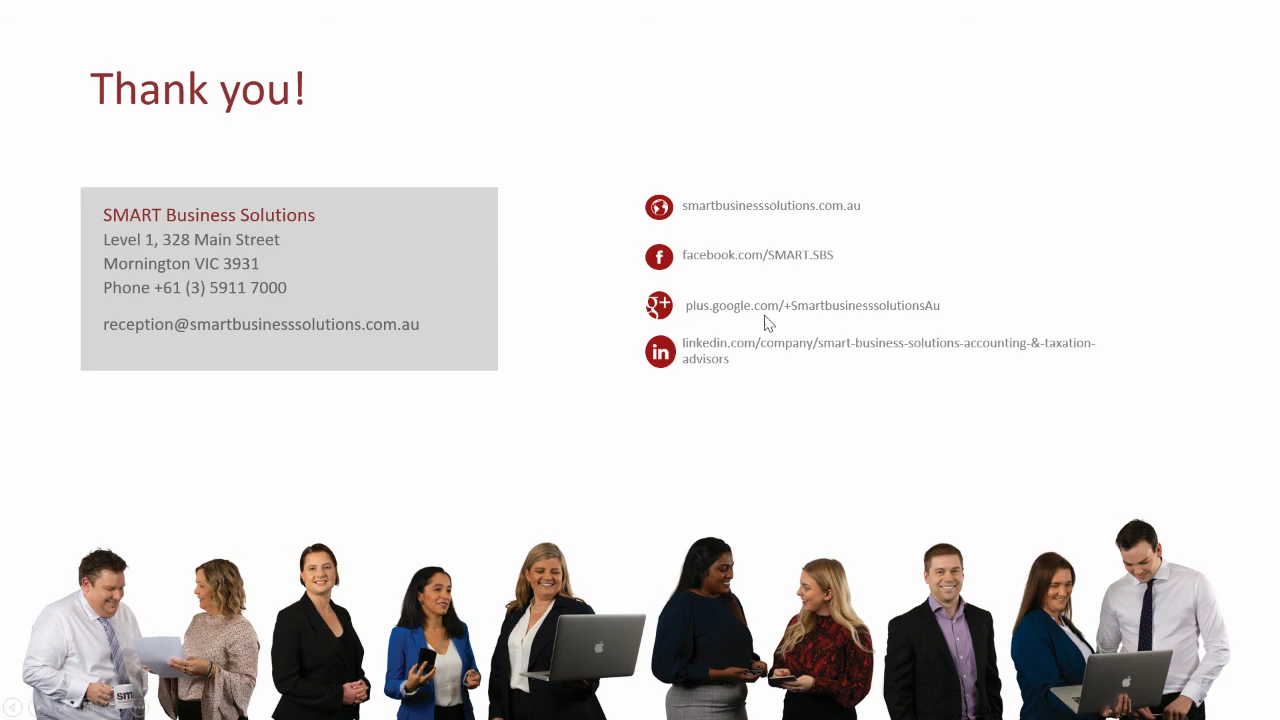 Thank you!
SMART Business Solutions
Level 1, 328 Main Street
Mornington VIC 3931
Phone +61 (3) 5911 7000
reception@smartbusinesssolutions.com.au
smartbusinesssolutions.com.au
facebook.com/SMART.SBS
plus.google.com/+SmartbusinesssolutionsAu
linkedin.com/company/smart-business-solutions-accounting-&-taxation-
advisors
sm